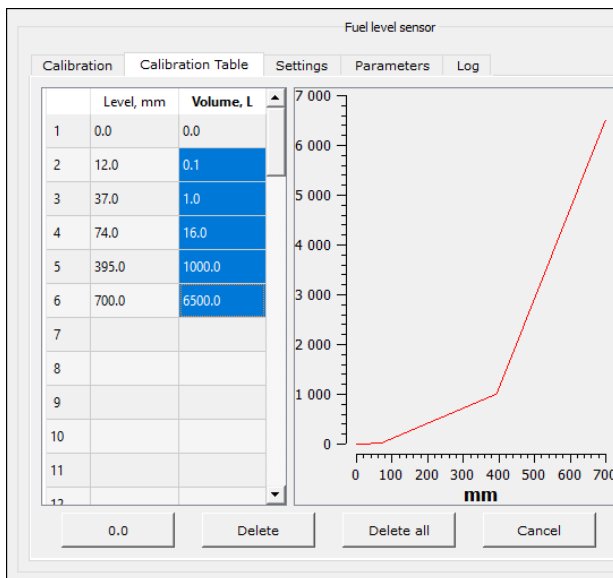 Fuel level sensor
Calibration Calibration Table Settings Parameters Log
Level, mm Volume, L
1 0.0 0.0
2 12.0 0.1
3 37.0 1.0
4 74.0 16.0
5 395.0 1000.0
6 700.0 6500.0
7
8
9
10
11
12
7 000
6 000
5 000
4 000
3 000
2 000
1 000
0
0 100 200 300 400 500 600 700
mm
0.0 Delete Delete all Cancel